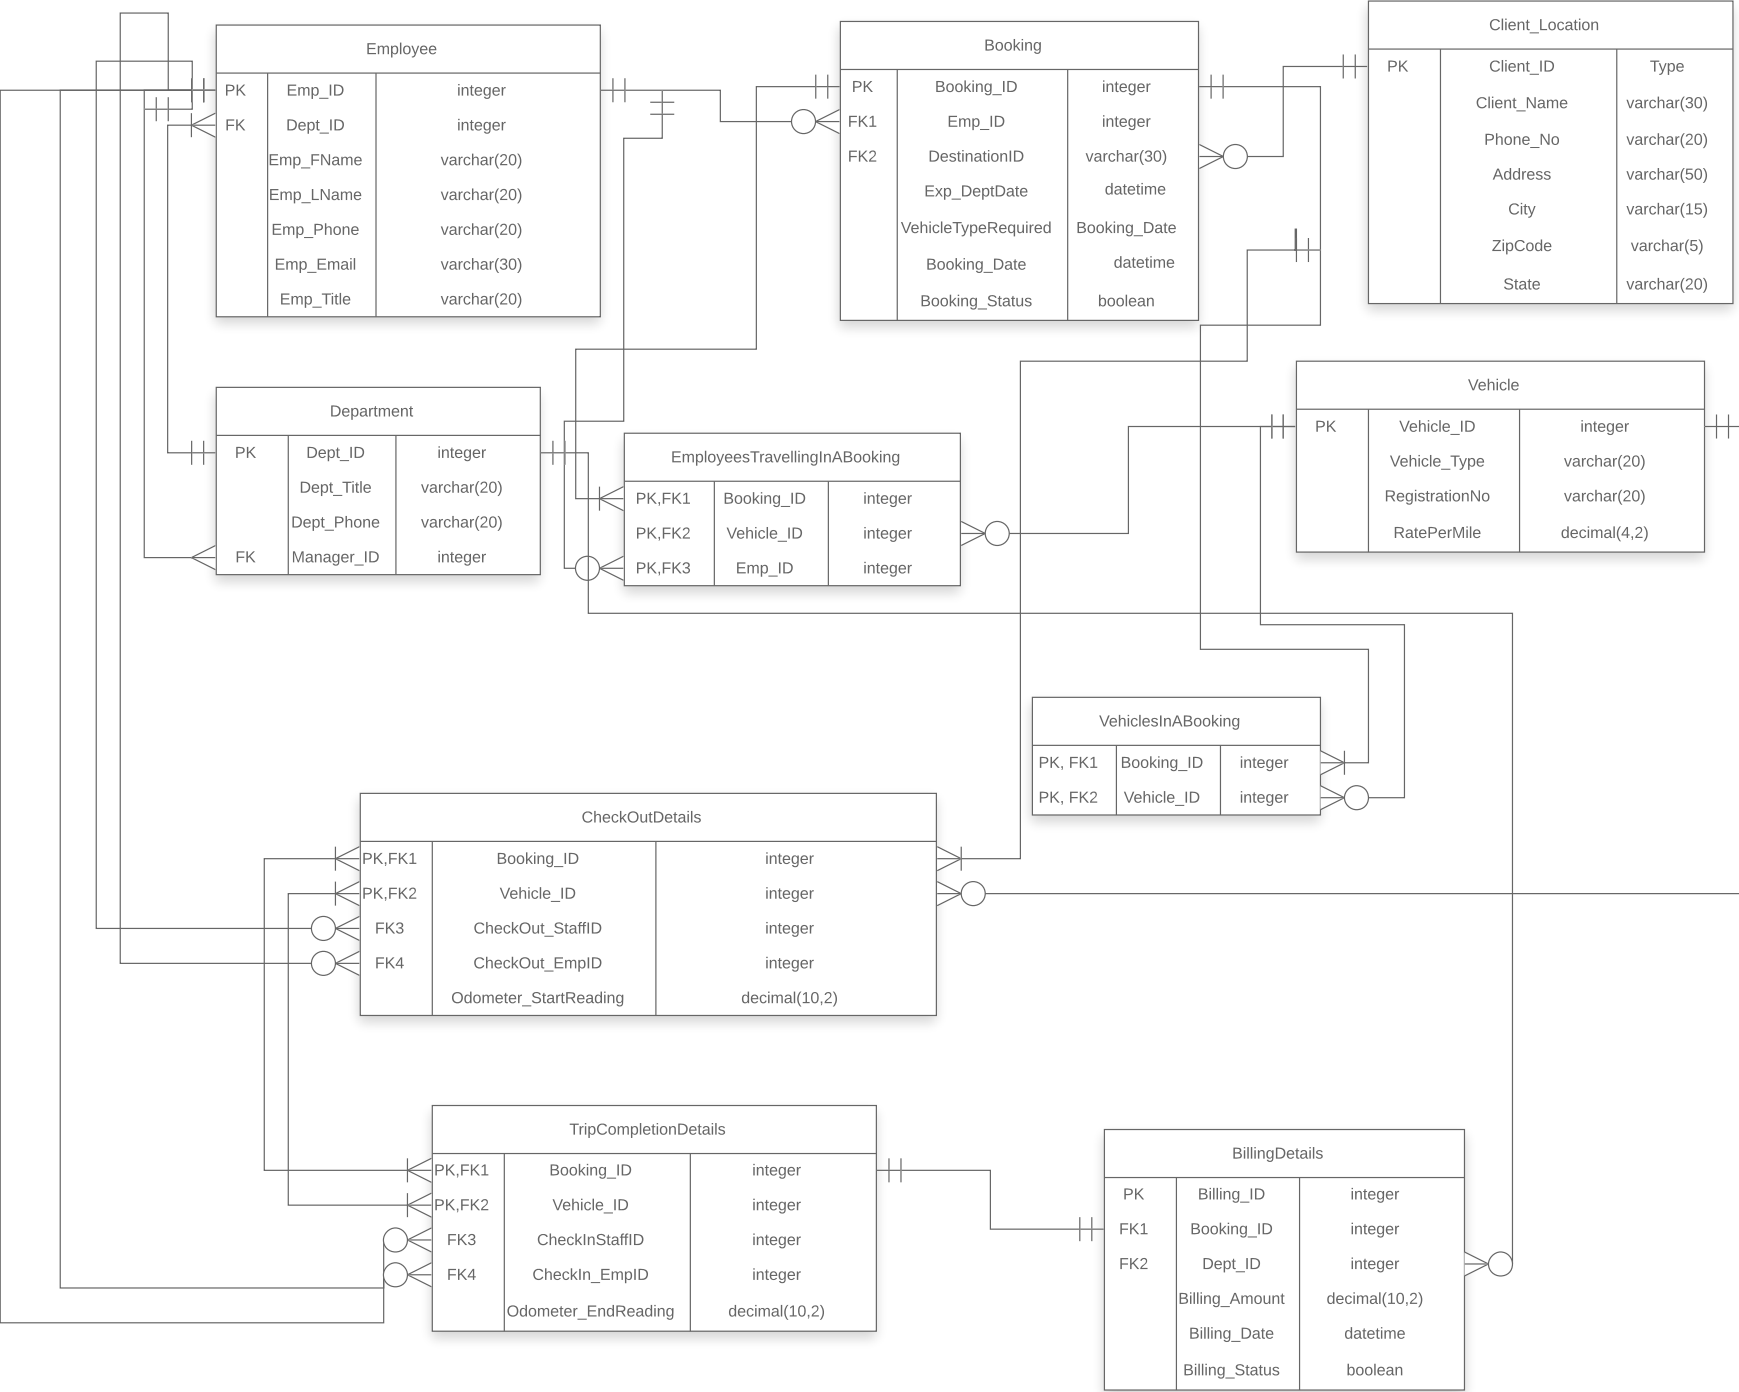 Employee
PK Emp_ID integer
FK Dept_ID integer
Emp_FName varchar(20)
Emp_LName varchar(20)
Emp_Phone varchar(20)
Emp_Email varchar(30)
Emp_Title varchar(20)
Booking
PK Booking_ID integer
FK1 Emp_ID integer
FK2 DestinationID varchar(30)
Exp_DeptDate datetime
VehicleTypeRequired Booking_Date
Booking_Date datetime
Booking_Status boolean
Client_Location
PK Client_ID Type
Client_Name varchar(30)
Phone_No varchar(20)
Address varchar(50)
City varchar(15)
ZipCode varchar(5)
State varchar(20)
Department
PK Dept_ID integer
Dept_Title varchar(20)
Dept_Phone varchar(20)
FK Manager_ID integer
EmployeesTravellingInABooking
PK,FK1 Booking_ID integer
PK,FK2 Vehicle_ID integer
PK,FK3 Emp_ID integer
Vehicle
PK Vehicle_ID integer
Vehicle_Type varchar(20)
RegistrationNo varchar(20)
RatePerMile decimal(4,2)
VehiclesInABooking
PK, FK1 Booking_ID integer
PK, FK2 Vehicle_ID integer
CheckOutDetails
PK,FK1 Booking_ID integer
PK,FK2 Vehicle_ID integer
FK3 CheckOut_StaffID integer
FK4 CheckOut_EmpID integer
Odometer_StartReading decimal(10,2)
TripCompletionDetails
PK,FK1 Booking_ID integer
PK,FK2 Vehicle_ID integer
FK3 CheckInStaffID integer
FK4 CheckIn_EmpID integer
Odometer_EndReading decimal(10,2)
BillingDetails
PK Billing_ID integer
FK1 Booking_ID integer
FK2 Dept_ID integer
Billing_Amount decimal(10,2)
Billing_Date datetime
Billing_Status boolean